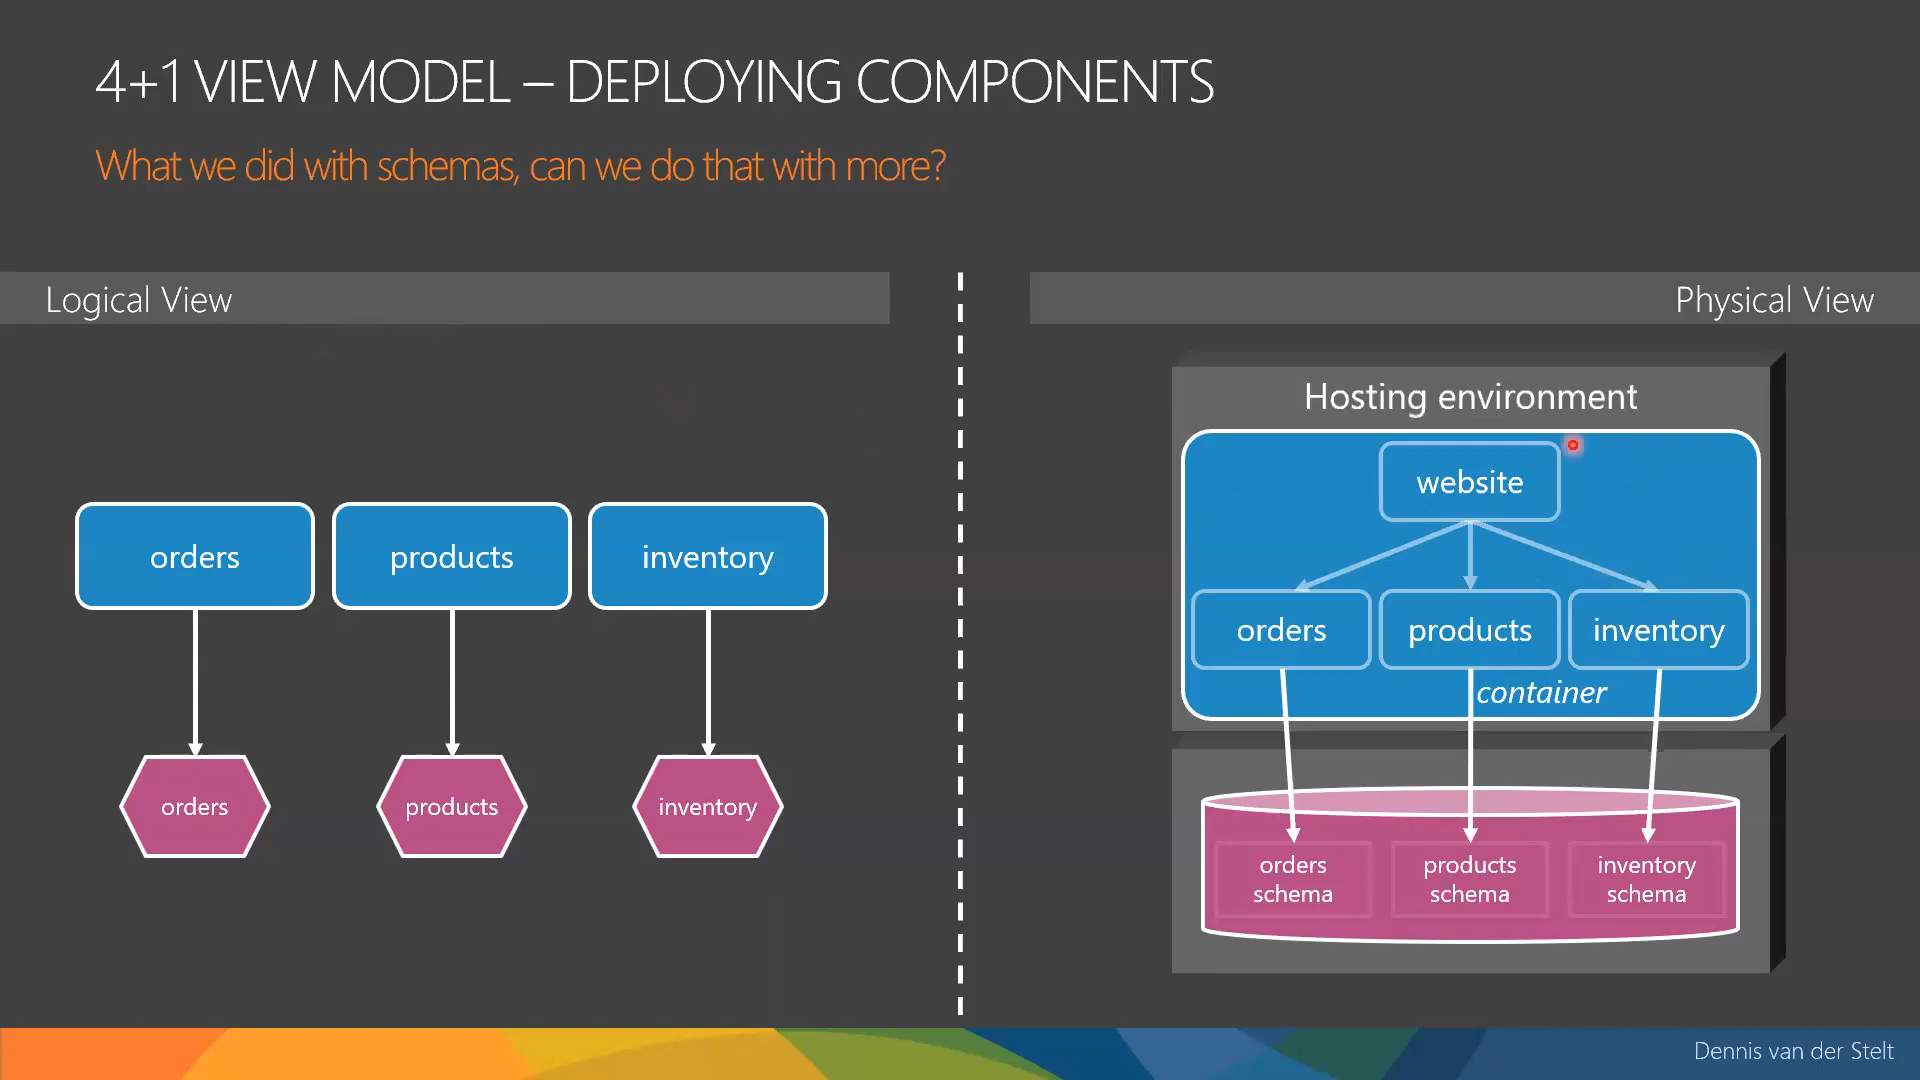 4+1 VIEW MODEL – DEPLOYING COMPONENTS
What we did with schemas, can we do that with more?
Logical View
Physical View
orders
products
inventory
orders
products
inventory
Hosting environment
website
orders
products
inventory
container
orders
schema
products
schema
inventory
schema
Dennis van der Stelt